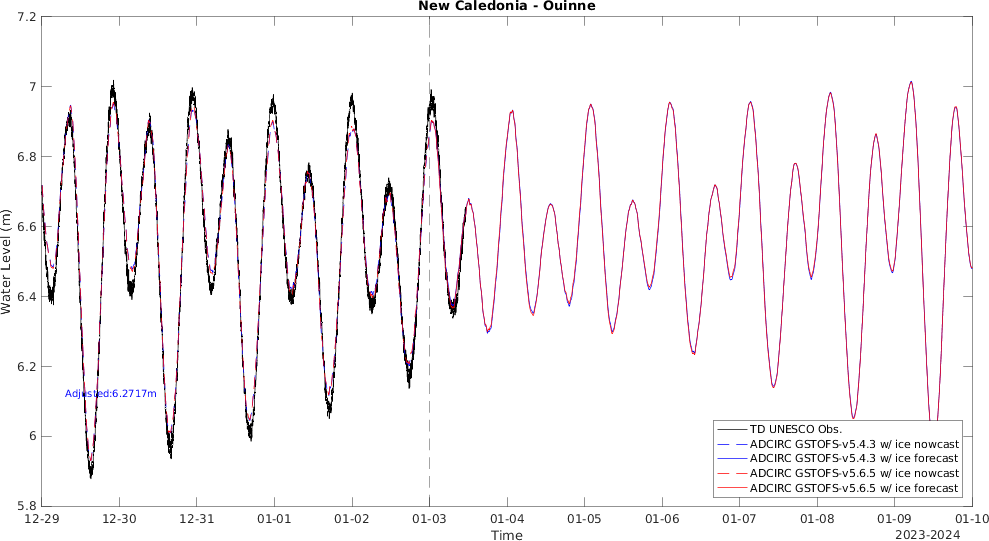 New Caledonia - Ouinne
7.2
7
6.8
6.6
6.4
6.2
6
5.8
Water Level (m)
Adjusted:6.2717m
TD UNESCO Obs.
ADCIRC GSTOFS-v5.4.3 w/ ice nowcast
ADCIRC GSTOFS-v5.4.3 w/ ice forecast
ADCIRC GSTOFS-v5.6.5 w/ ice nowcast
ADCIRC GSTOFS-v5.6.5 w/ ice forecast
12-29 12-30 12-31 01-01 01-02 01-03 01-04 01-05 01-06 01-07 01-08 01-09 01-10
Time
2023-2024